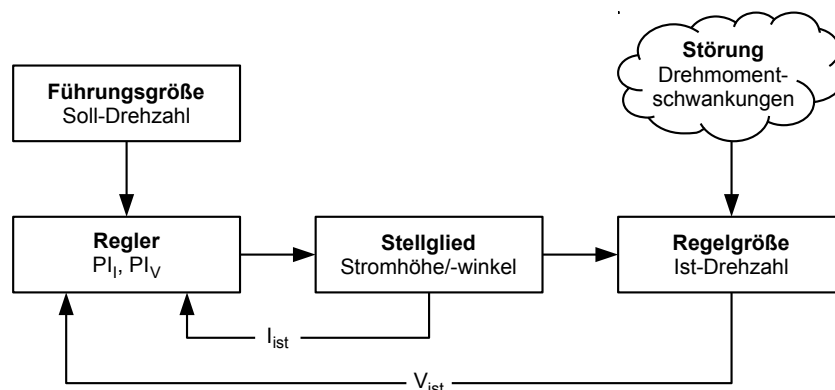 Störung
Drehmoment-
schwankungen
Führungsgröße
Soll-Drehzahl
Regler
PI_I, PI_V
Stellglied
Stromhöhe/-winkel
Regelgröße
Ist-Drehzahl
I_ist
V_ist